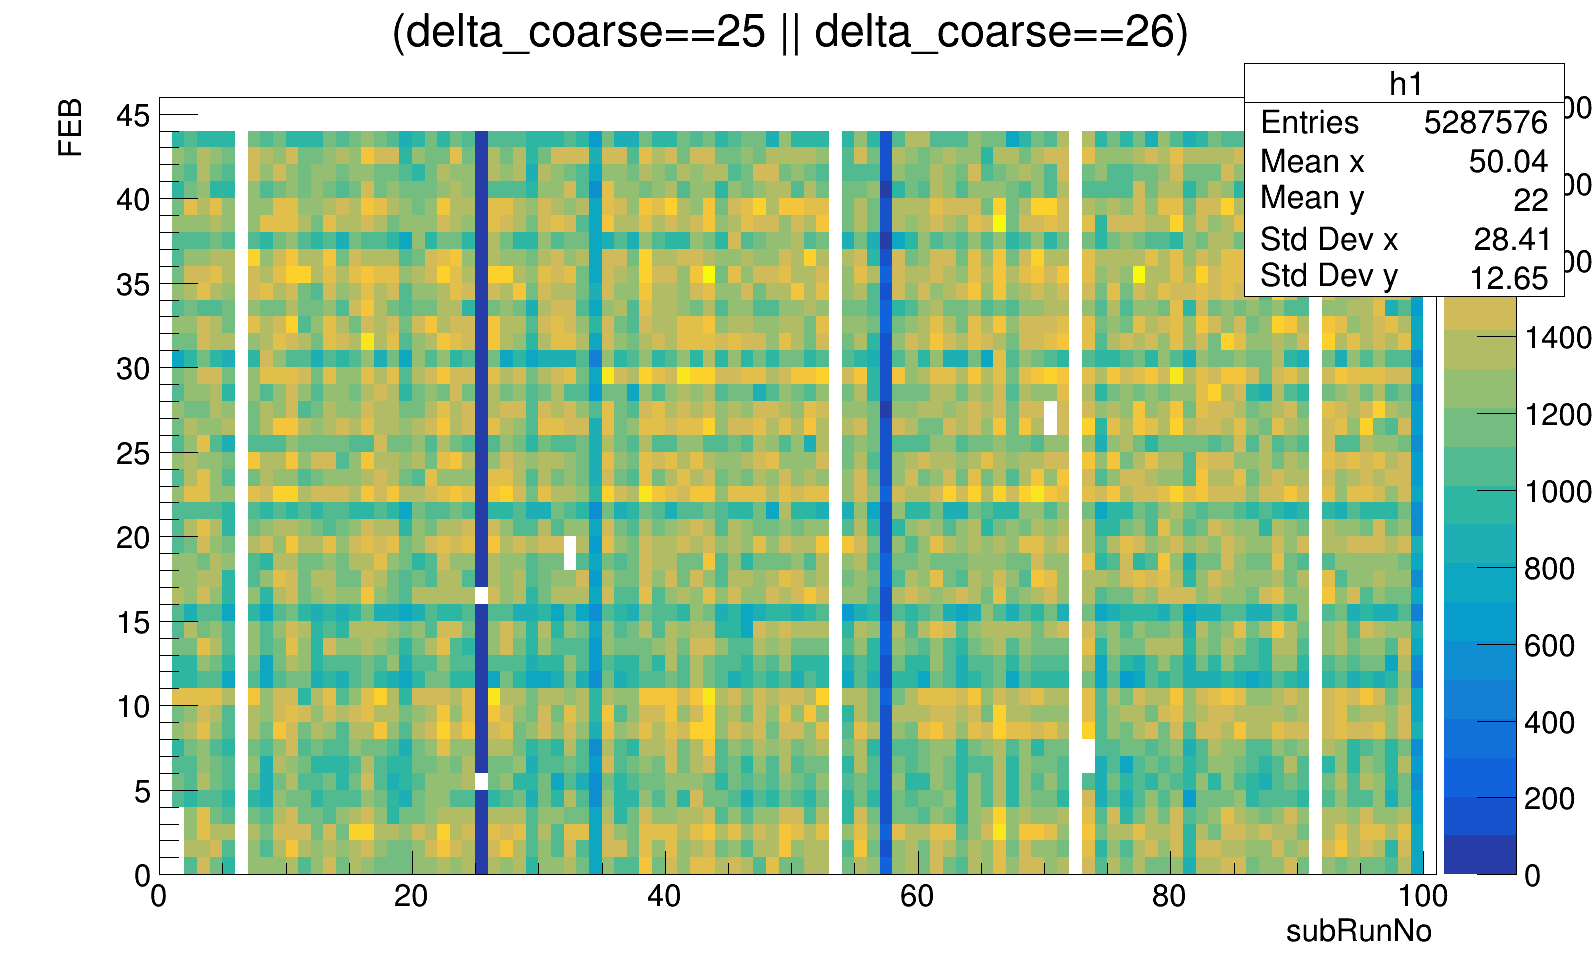 (delta_coarse==25 || delta_coarse==26)
h1
Entries 5287576
Mean x 50.04
Mean y 22
Std Dev x 28.41
Std Dev y 12.65
FEB
45
40
35
30
25
20
15
10
5
0
0 20 40 60 80 100
subRunNo
1400
1200
1000
800
600
400
200
0